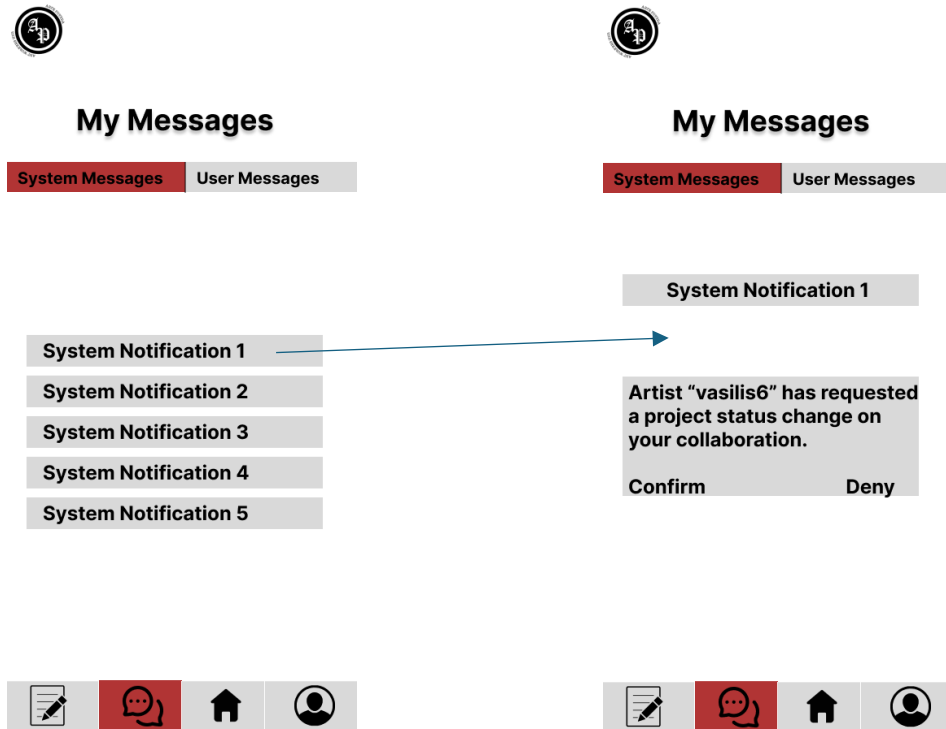 AP
My Messages
System Messages
User Messages
System Notification 1
System Notification 2
System Notification 3
System Notification 4
System Notification 5
AP
My Messages
System Messages
User Messages
System Notification 1
Artist “vasilis6” has requested
a project status change on
your collaboration.
Confirm
Deny